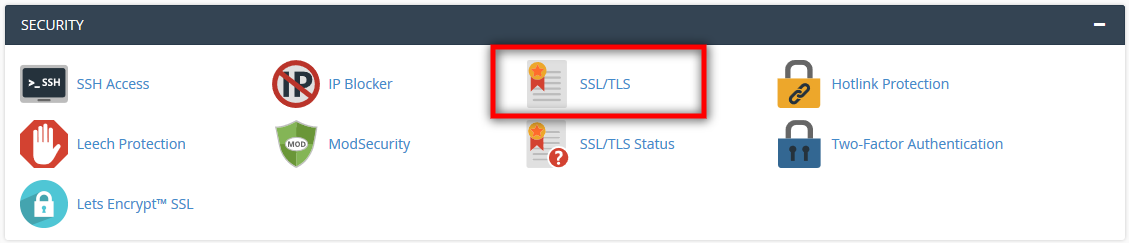 SECURITY
>_ SSH SSH Access
IP IP Blocker
SSL/TLS
Hotlink Protection
Leech Protection
MOD ModSecurity
? SSL/TLS Status
Two-Factor Authentication
Lets Encrypt™ SSL